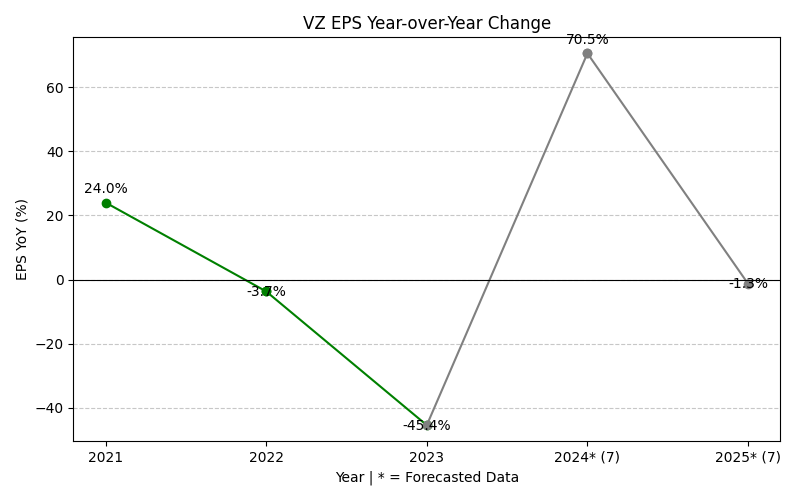 VZ EPS Year-over-Year Change
70.5%
60
40
24.0%
20
0
-3.7%
-1.3%
-20
-40
-45.4%
EPS YoY (%)
2021 2022 2023 2024* (7) 2025* (7)
Year | * = Forecasted Data